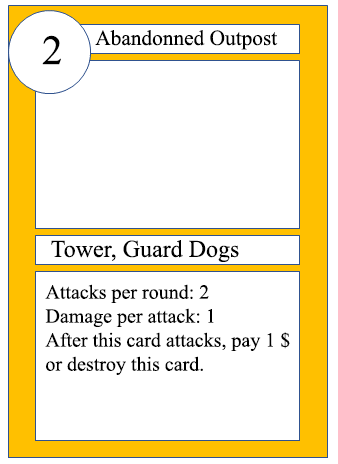 2
Abandonned Outpost
Tower, Guard Dogs
Attacks per round: 2
Damage per attack: 1
After this card attacks, pay 1 $
or destroy this card.